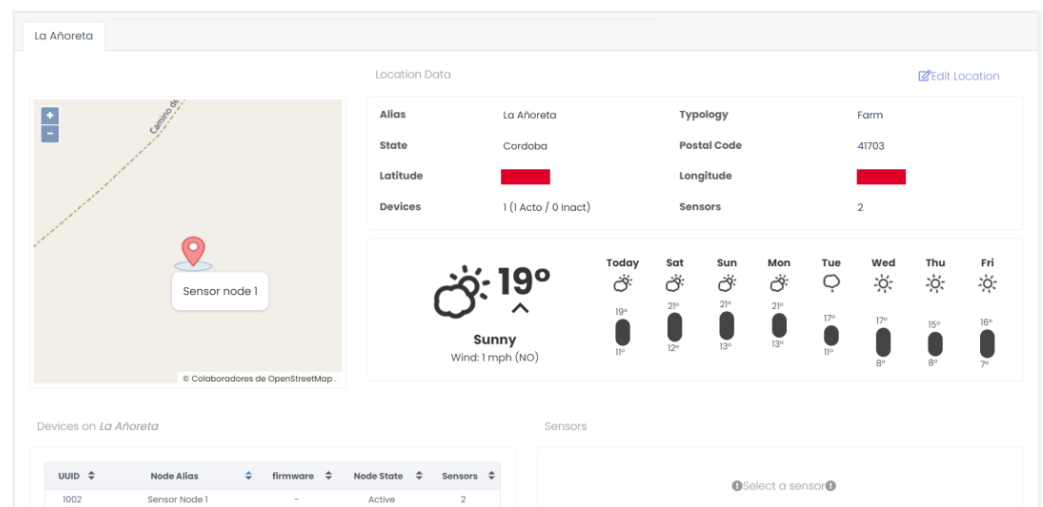 La Añoreta
Location Data
Edit Location
+
-
Camino de
Sensor node 1
© Colaboradores de OpenStreetMap .
Alias La Añoreta Typology Farm
State Cordoba Postal Code 41703
Latitude Longitude
Devices 1 (1 Acto / 0 Inact) Sensors 2
19º
Sunny
Wind: 1 mph (NO)
Today Sat Sun Mon Tue Wed Thu Fri
19º 21º 21º 21º 17º 17º 15º 16º
11º 12º 13º 13º 11º 8º 8º 7º
Devices on La Añoreta
Sensors
UUID Node Alias firmware Node State Sensors
1002 Sensor Node 1 - Active 2
Select a sensor